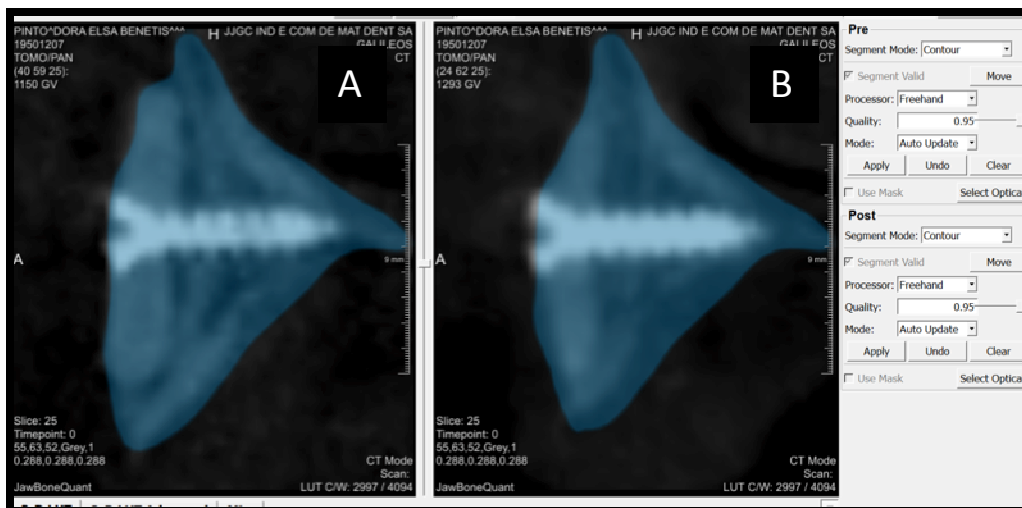 PINTO^DORA ELSA BENETIS^^^
19501207
TOMO/PAN
(40 59 25):
1150 GV
H JJGC IND E COM DE MAT DENT SA
GALILEOS
CT
A
A
9 mm
Slice: 25
Timepoint: 0
55,63,52,Grey,1
0.288,0.288,0.288
JawBoneQuant
CT Mode
Scan:
LUT C/W: 2997 / 4094
PINTO^DORA ELSA BENETIS^^^
19501207
TOMO/PAN
(24 62 25):
1293 GV
H JJGC IND E COM DE MAT DENT SA
GALILEOS
CT
B
A
9 mm
Slice: 25
Timepoint: 0
55,63,52,Grey,1
0.288,0.288,0.288
JawBoneQuant
CT Mode
Scan:
LUT C/W: 2997 / 4094
Pre
Segment Mode: Contour
Segment Valid Move
Processor: Freehand
Quality: 0.95
Mode: Auto Update
Apply Undo Clear
Use Mask Select Optica
Post
Segment Mode: Contour
Segment Valid Move
Processor: Freehand
Quality: 0.95
Mode: Auto Update
Apply Undo Clear
Use Mask Select Optica